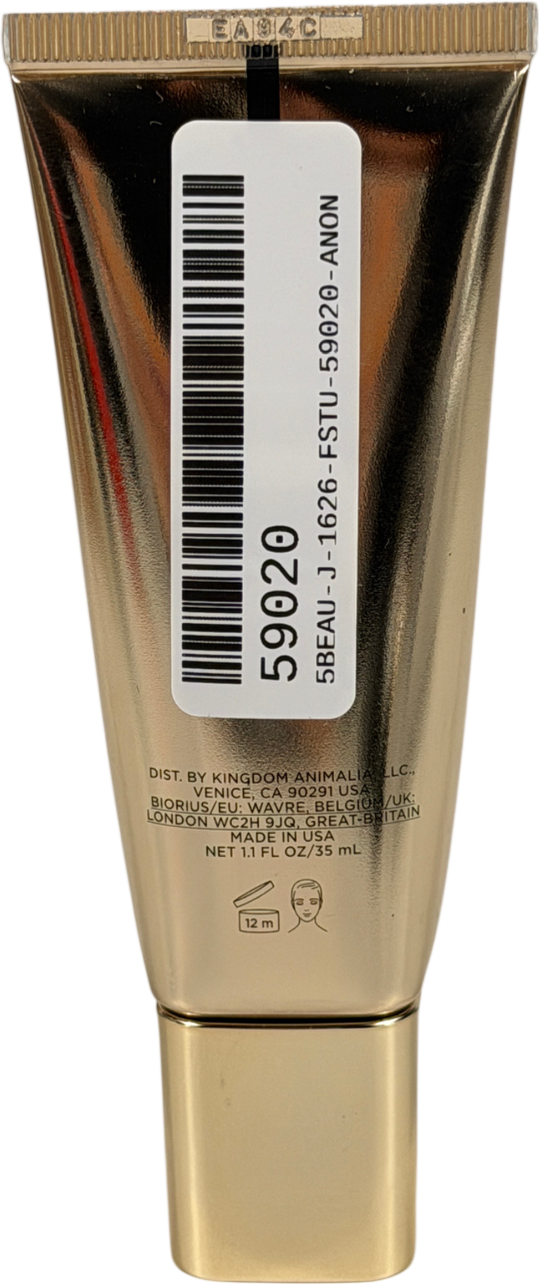 EA94C
59020
5BEAU-J-1626-FSTU-59020-ANON
DIST. BY KINGDOM ANIMALIA, LLC.,
VENICE, CA 90291 USA
BIORIUS/EU: WAVRE, BELGIUM/UK:
LONDON WC2H 9JQ, GREAT-BRITAIN
MADE IN USA
NET 1.1 FL OZ/35 mL
12 m